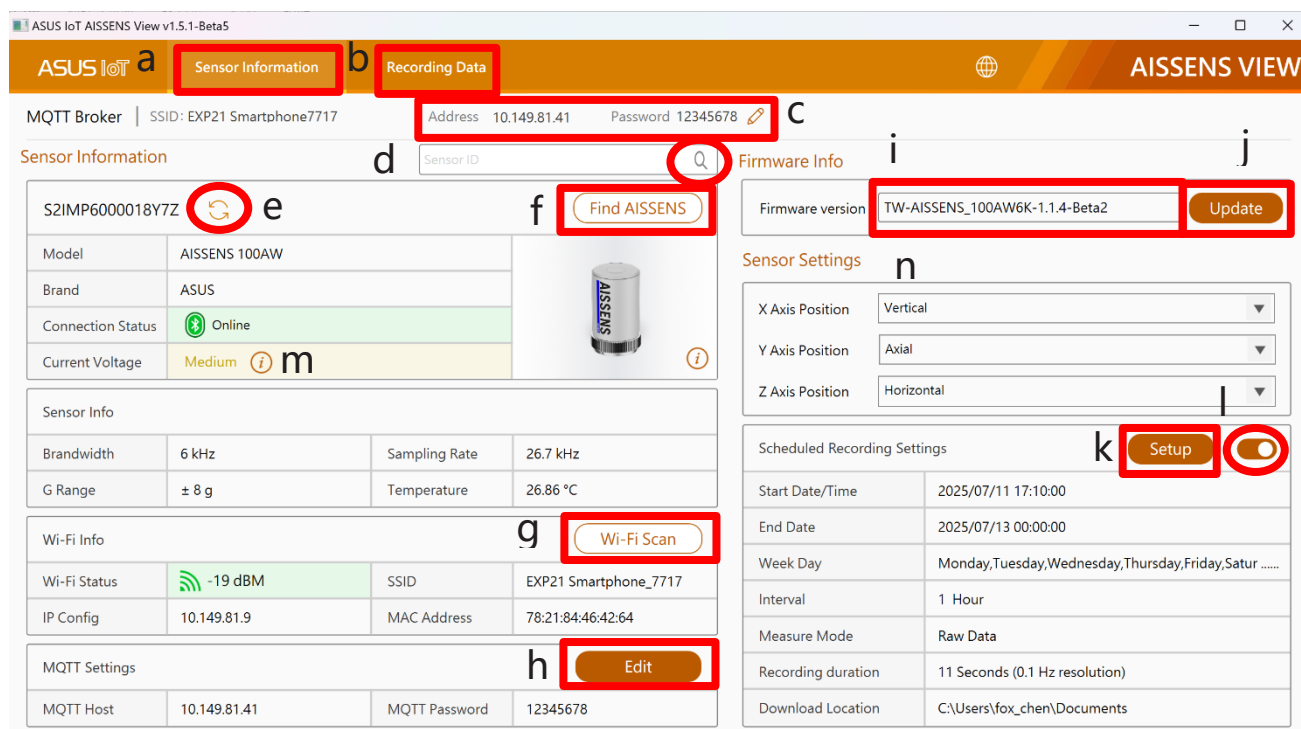 ASUS IoT AISSENS View v1.5.1-Beta5
ASUS IoT a Sensor Information b Recording Data AISSENS VIEW
MQTT Broker | SSID: EXP21 Smartphone7717 Address 10.149.81.41 Password 12345678 c
Sensor Information d Sensor ID Firmware Info i j
S2IMP6000018Y7Z e f Find AISSENS Firmware version TW-AISSENS_100AW6K-1.1.4-Beta2 Update
Model AISSENS 100AW
Brand ASUS
Connection Status Online
Current Voltage Medium i m
AISSENS
i
Sensor Settings n
X Axis Position Vertical
Y Axis Position Axial
Z Axis Position Horizontal
Sensor Info
Brandwidth 6 kHz Sampling Rate 26.7 kHz
G Range ± 8 g Temperature 26.86 °C
Wi-Fi Info g Wi-Fi Scan
Wi-Fi Status -19 dBM SSID EXP21 Smartphone_7717
IP Config 10.149.81.9 MAC Address 78:21:84:46:42:64
MQTT Settings h Edit
MQTT Host 10.149.81.41 MQTT Password 12345678
Scheduled Recording Settings k Setup l
Start Date/Time 2025/07/11 17:10:00
End Date 2025/07/13 00:00:00
Week Day Monday,Tuesday,Wednesday,Thursday,Friday,Satur ......
Interval 1 Hour
Measure Mode Raw Data
Recording duration 11 Seconds (0.1 Hz resolution)
Download Location C:\Users\fox_chen\Documents